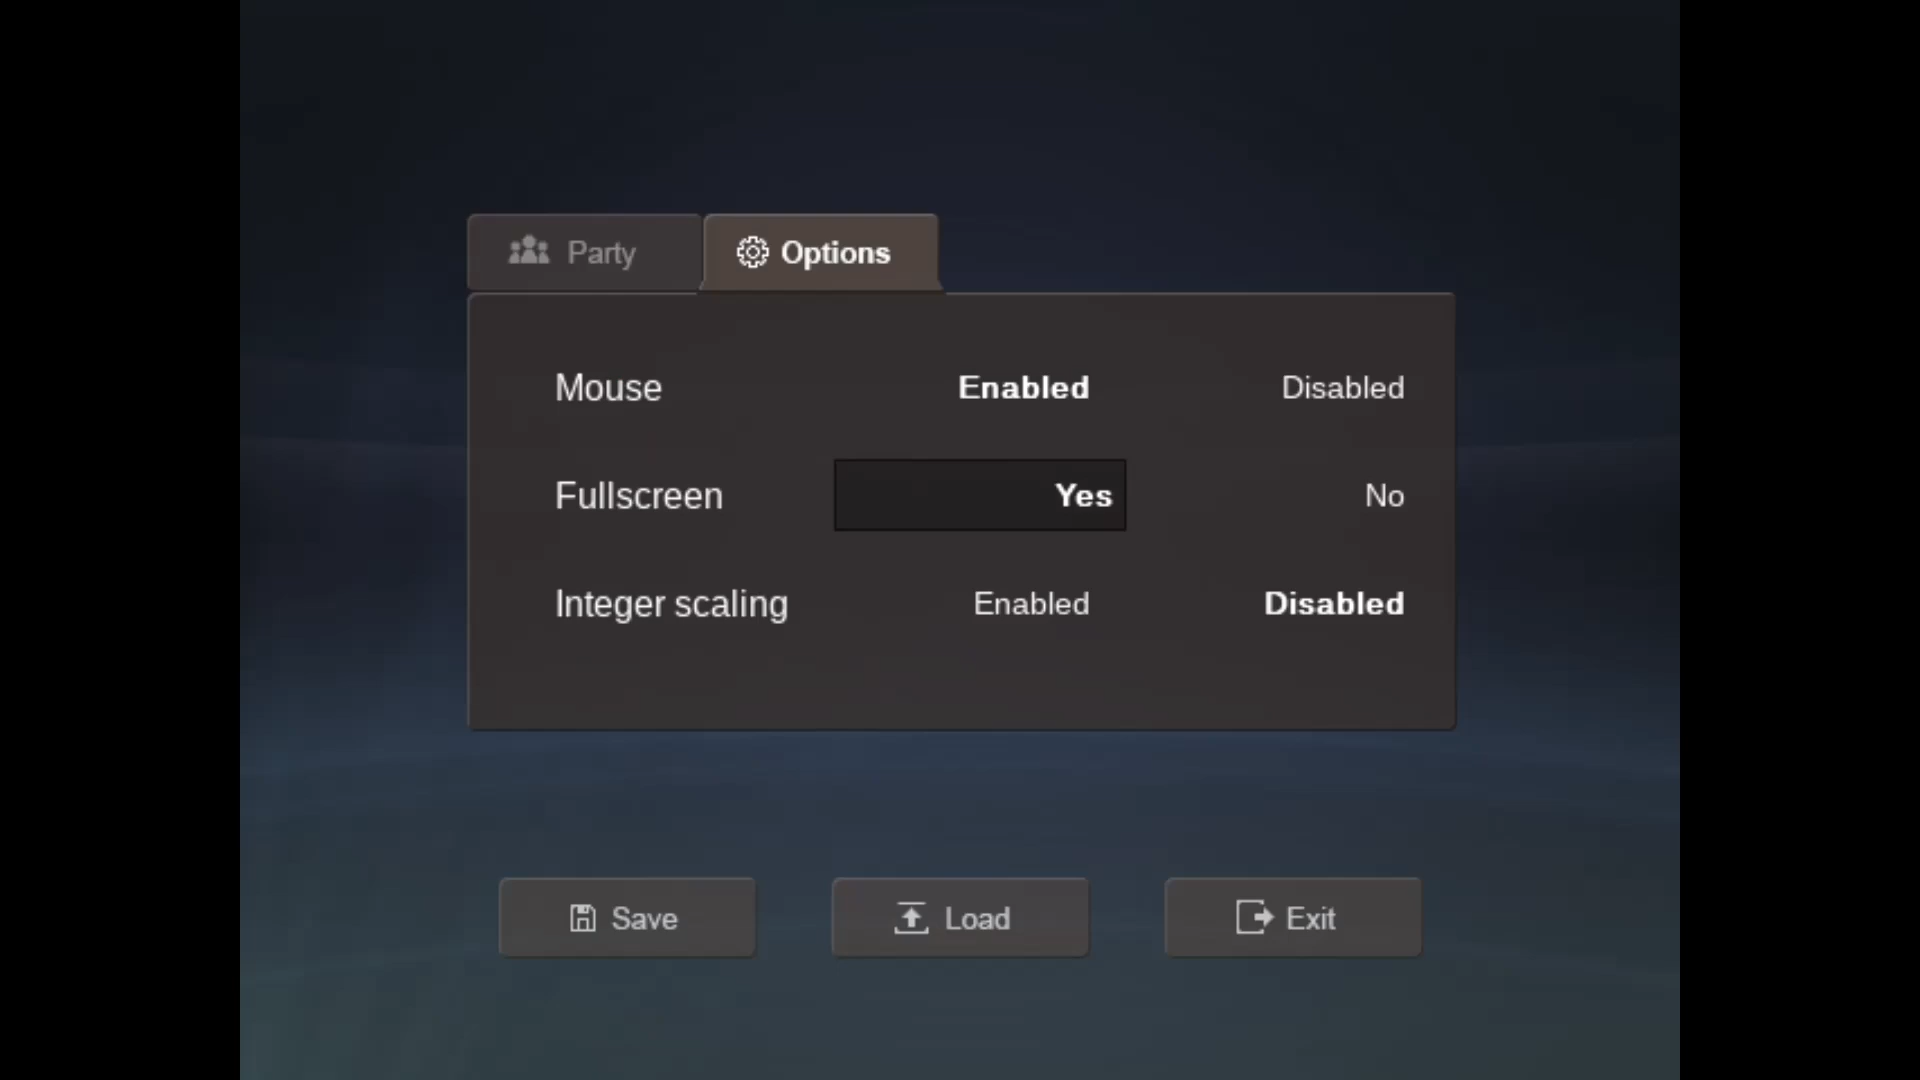 Party Options
Mouse Enabled Disabled
Fullscreen Yes No
Integer scaling Enabled Disabled
Save Load Exit